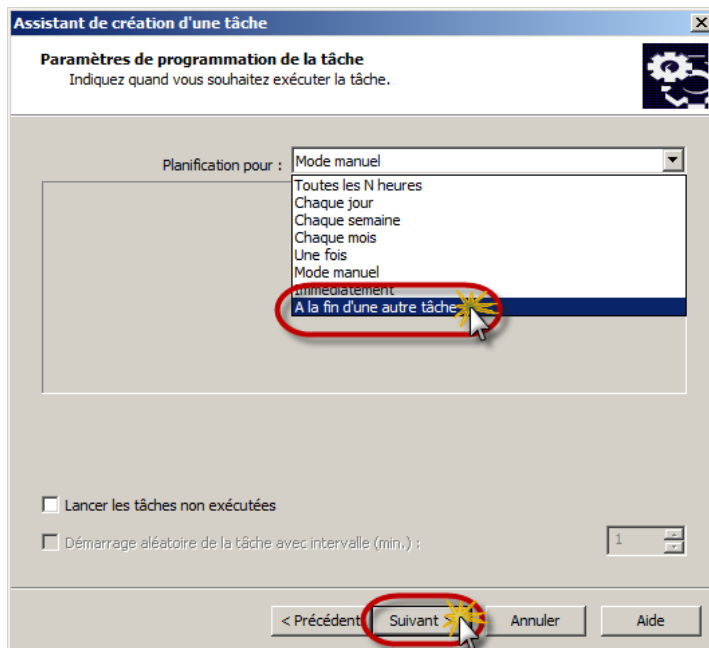 Assistant de création d'une tâche
Paramètres de programmation de la tâche
Indiquez quand vous souhaitez exécuter la tâche.
Planification pour : Mode manuel
Toutes les N heures
Chaque jour
Chaque semaine
Chaque mois
Une fois
Mode manuel
Immédiatement
A la fin d'une autre tâche
Lancer les tâches non exécutées
Démarrage aléatoire de la tâche avec intervalle (min.) : 1
< Précédent Suivant > Annuler Aide